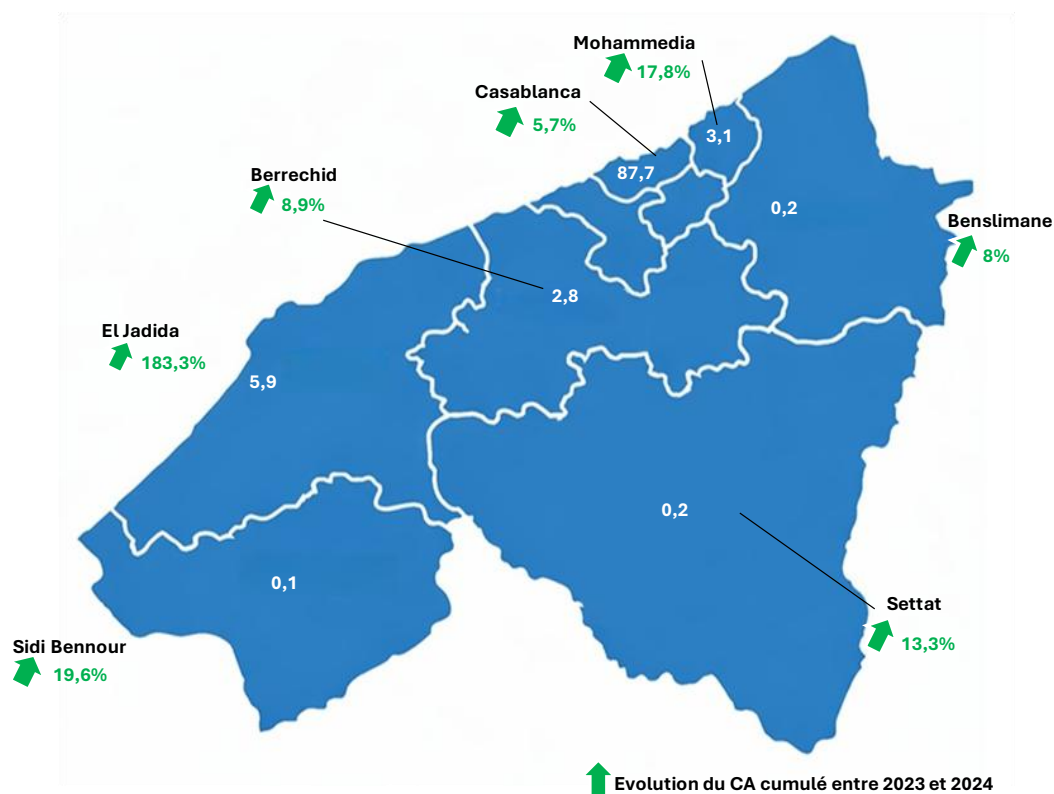 Mohammedia
17,8%
Casablanca
5,7%
3,1
87,7
Berrechid
8,9%
0,2
Benslimane
8%
2,8
El Jadida
183,3%
5,9
0,2
0,1
Settat
13,3%
Sidi Bennour
19,6%
Evolution du CA cumulé entre 2023 et 2024